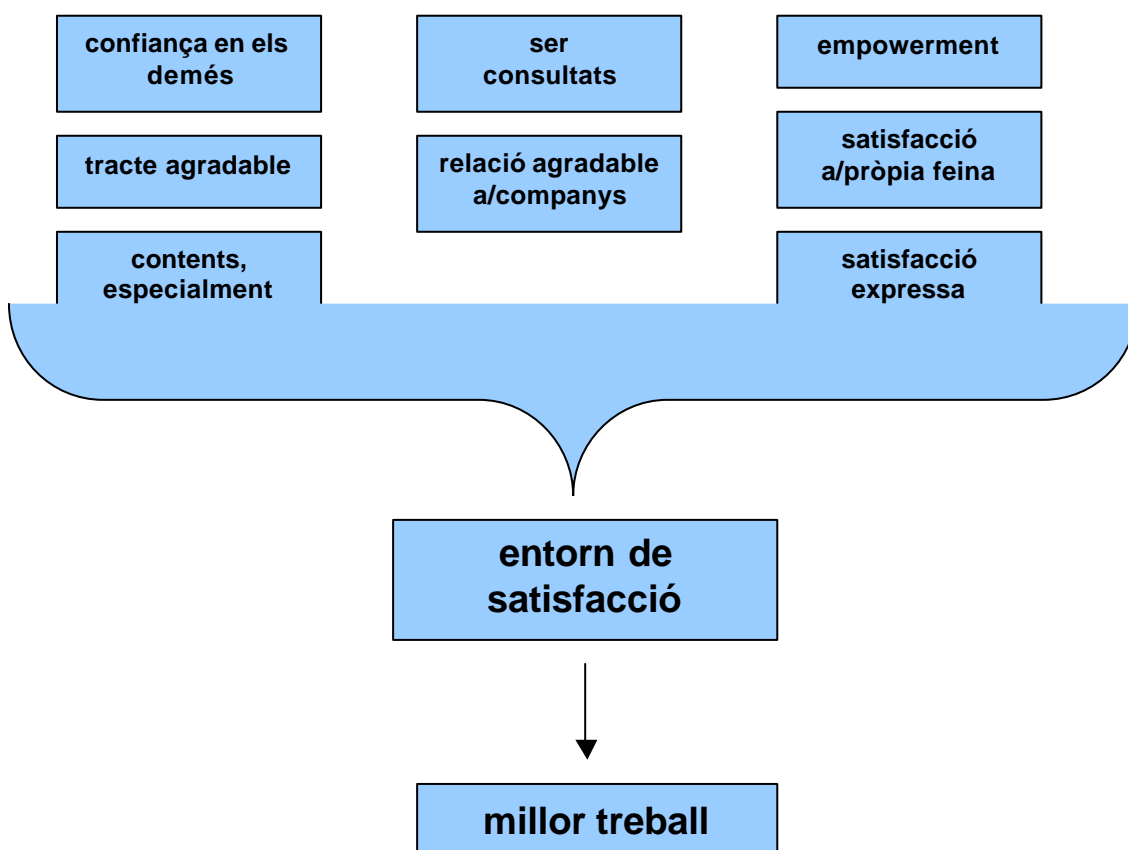 confiança en els
demés
tracte agradable
contents,
especialment
ser
consultats
relació agradable
a/companys
empowerment
satisfacció
a/pròpia feina
satisfacció
expressa
entorn de
satisfacció
millor treball